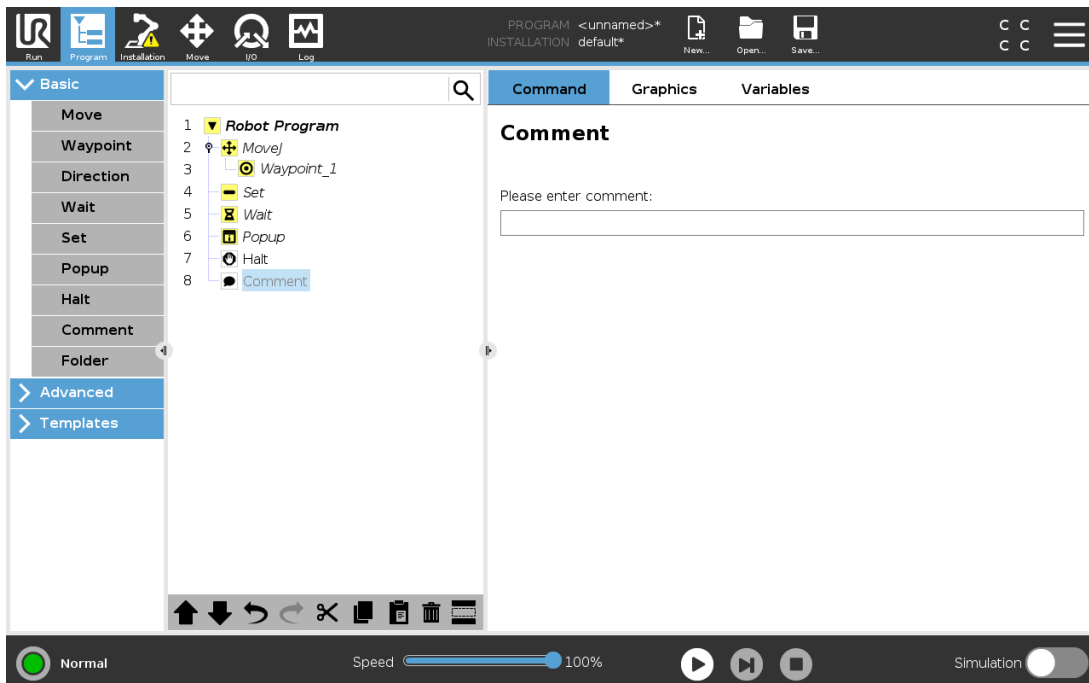 PROGRAM <unnamed>*
INSTALLATION default*
Run
Program
Installation
Move
I/O
Log
New...
Open...
Save...
C C
C C
Basic
Move
Waypoint
Direction
Wait
Set
Popup
Halt
Comment
Folder
Advanced
Templates
1 Robot Program
2 MoveJ
3 Waypoint_1
4 Set
5 Wait
6 Popup
7 Halt
8 Comment
Command Graphics Variables
Comment
Please enter comment:
Normal
Speed 100%
Simulation